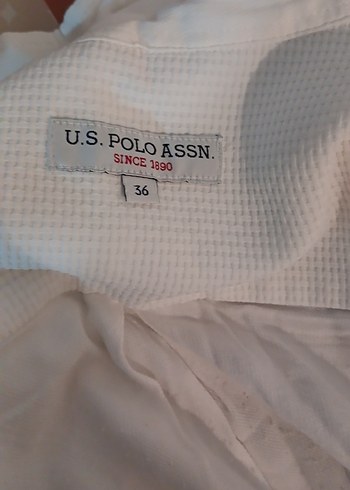 U.S. POLO ASSN.
SINCE 1890
36